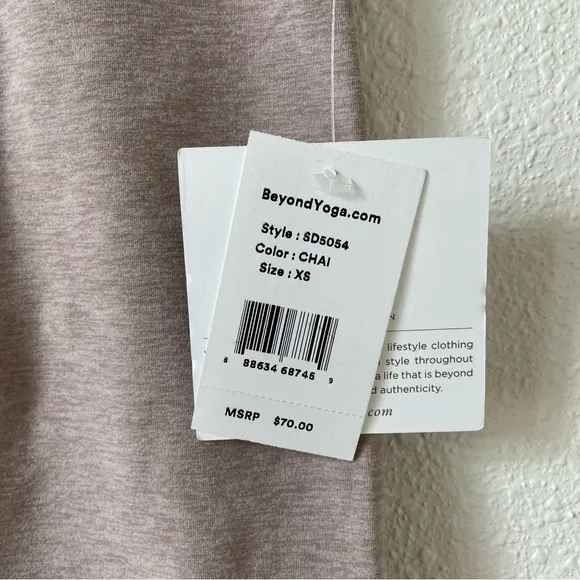 BeyondYoga.com
Style : SD5054
Color : CHAI
Size : XS
8 88634 68745 9
MSRP $70.00
N
lifestyle clothing
style throughout
a life that is beyond
authenticity.
.com